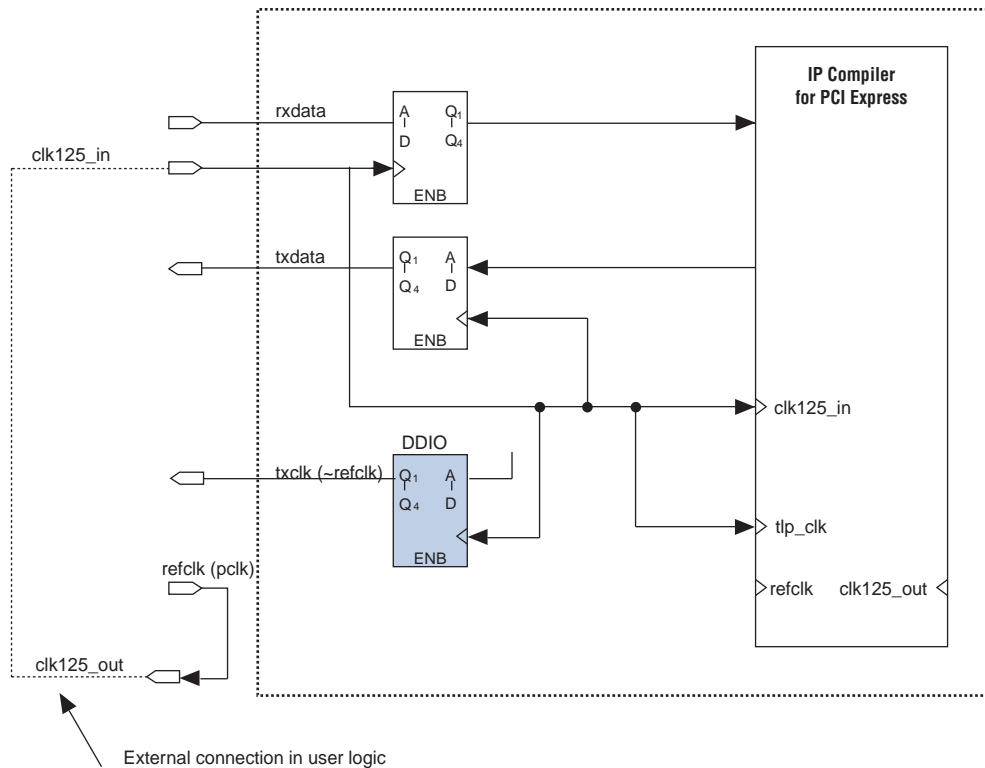 IP Compiler
for PCI Express
rxdata
A
D
Q1
Q4
ENB
clk125_in
txdata
Q1
Q4
A
D
ENB
clk125_in
DDIO
txclk (~refclk)
Q1
Q4
A
D
ENB
tlp_clk
refclk (pclk)
refclk
clk125_out
clk125_out
External connection in user logic